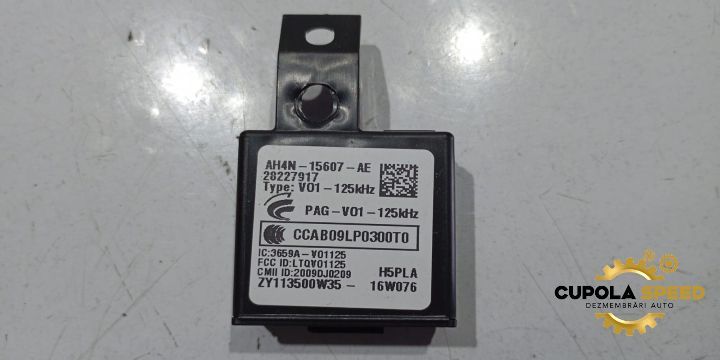 AH4N-15607-AE
28227917
Type: V01-125kHz
PAG-V01-125kHz
CCAB09LP0300T0
IC:3659A-V01125
FCC ID:LTQV01125
CMII ID:2009DJ0209 H5PLA
ZY113500W35- 16W076
CUPOLA SPEED
DEZMEMBRĂRI AUTO